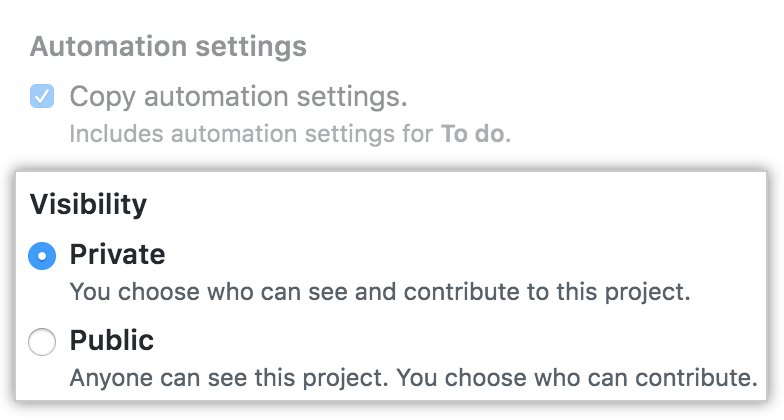 Automation settings
Copy automation settings.
Includes automation settings for To do.
Visibility
Private
You choose who can see and contribute to this project.
Public
Anyone can see this project. You choose who can contribute.